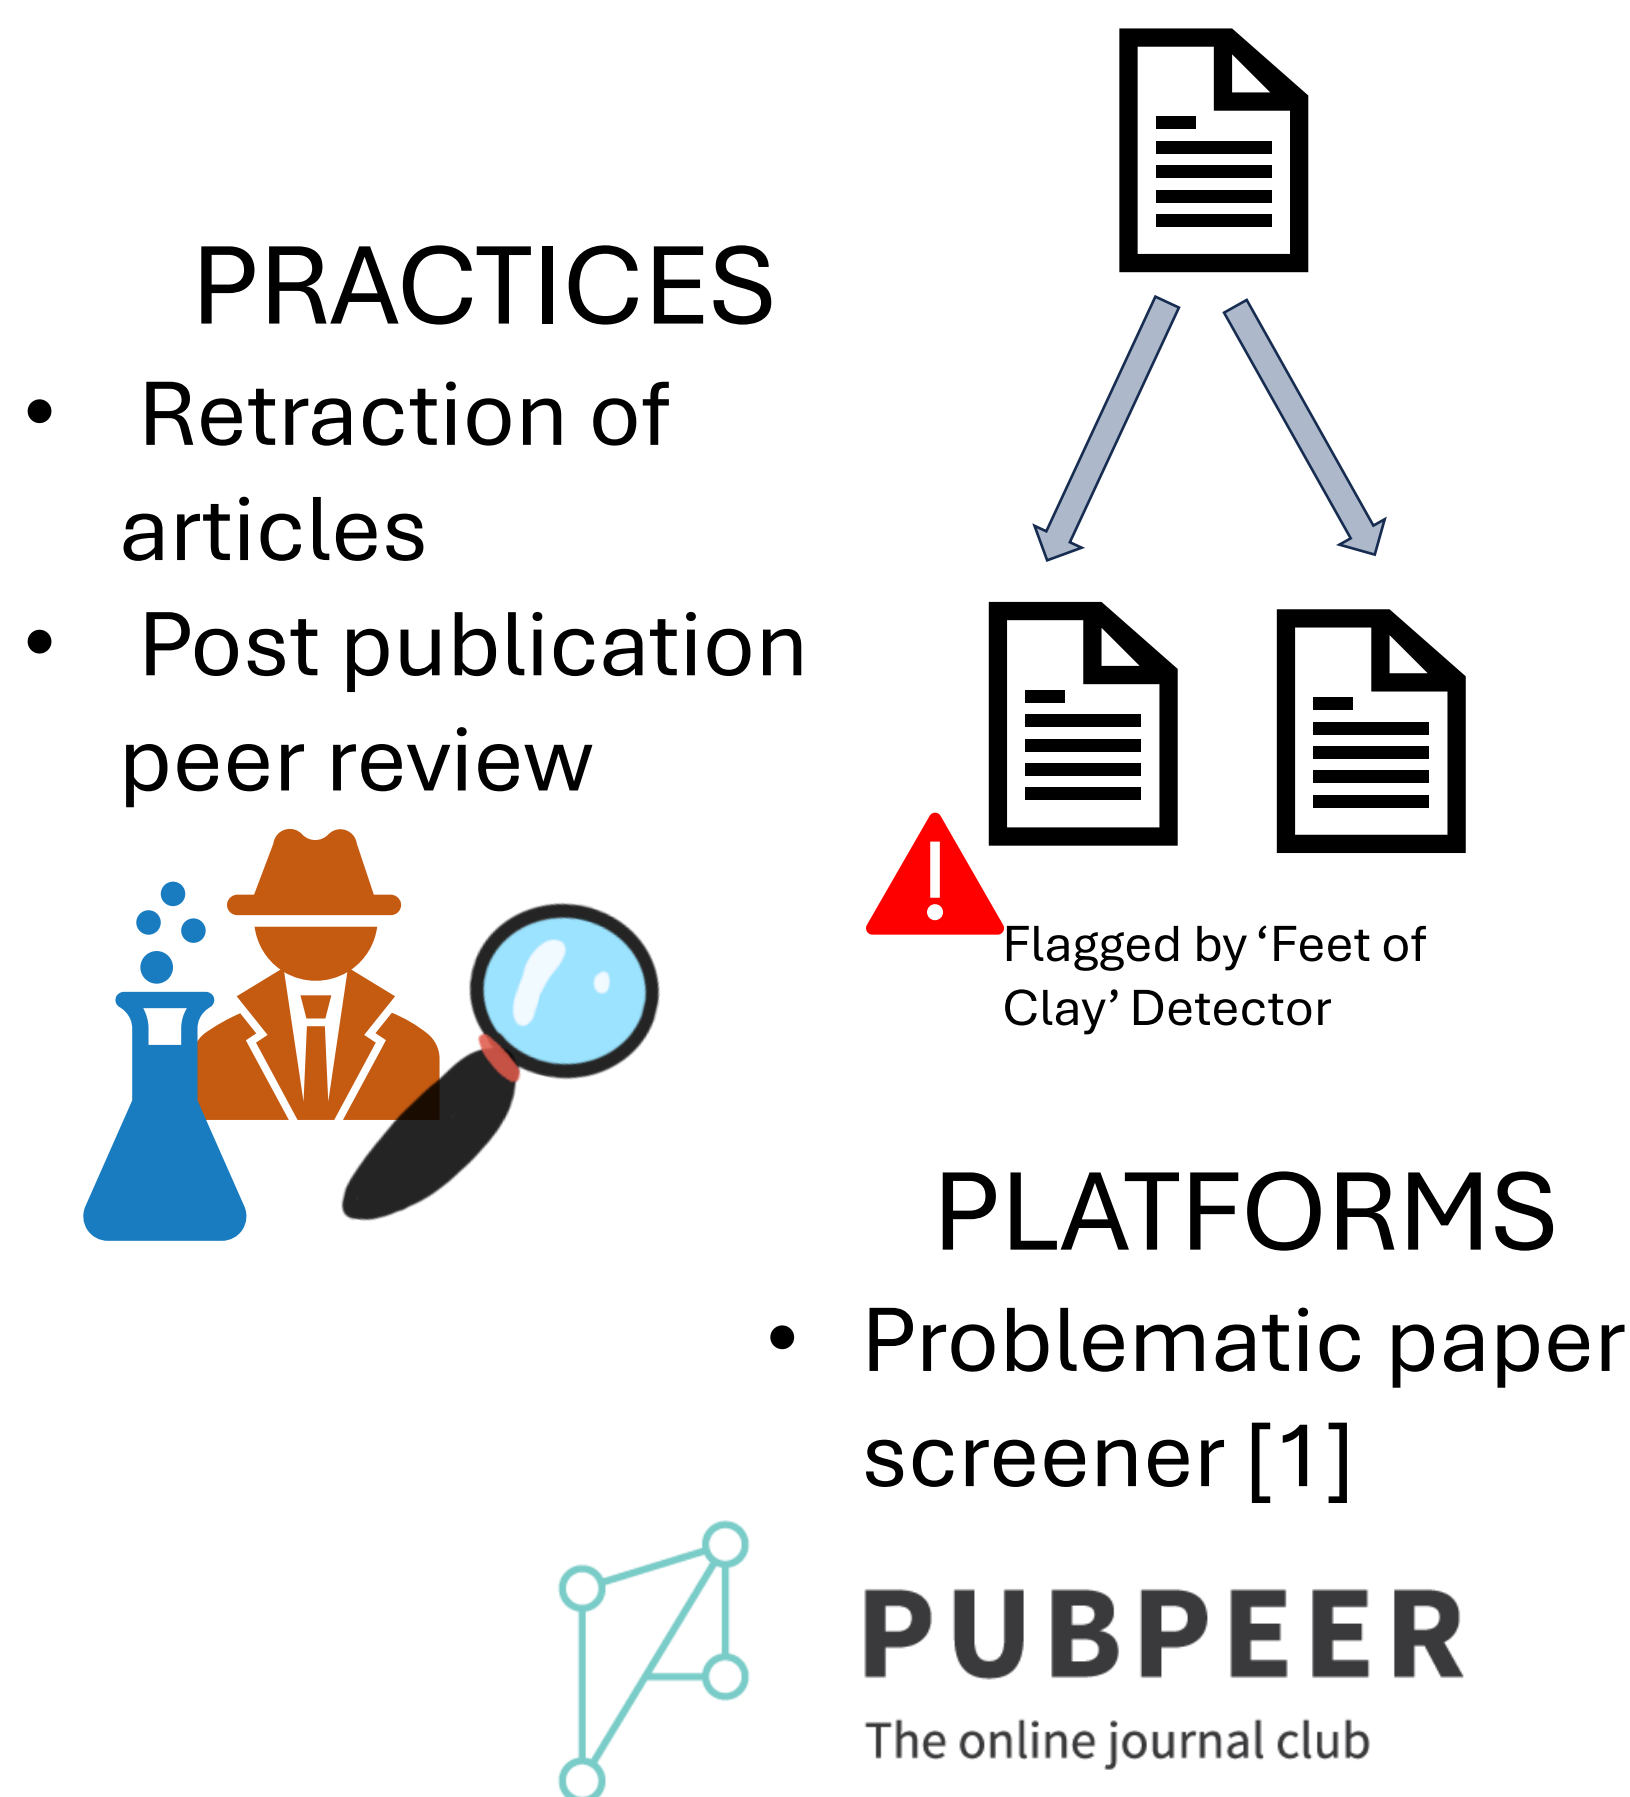 PRACTICES
• Retraction of
articles
• Post publication
peer review
Flagged by ‘Feet of
Clay’ Detector
PLATFORMS
• Problematic paper
screener [1]
PUBPEER
The online journal club